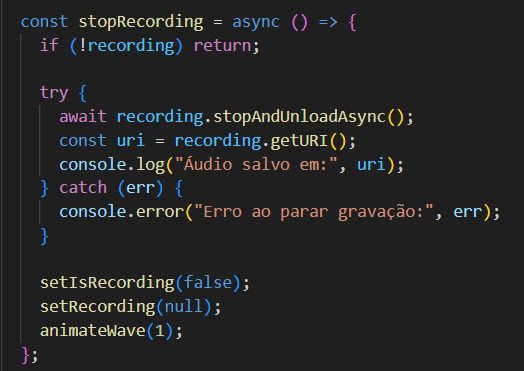 const stopRecording = async () => {
  if (!recording) return;

  try {
    await recording.stopAndUnloadAsync();
    const uri = recording.getURI();
    console.log("Áudio salvo em:", uri);
  } catch (err) {
    console.error("Erro ao parar gravação:", err);
  }

  setIsRecording(false);
  setRecording(null);
  animateWave(1);
};